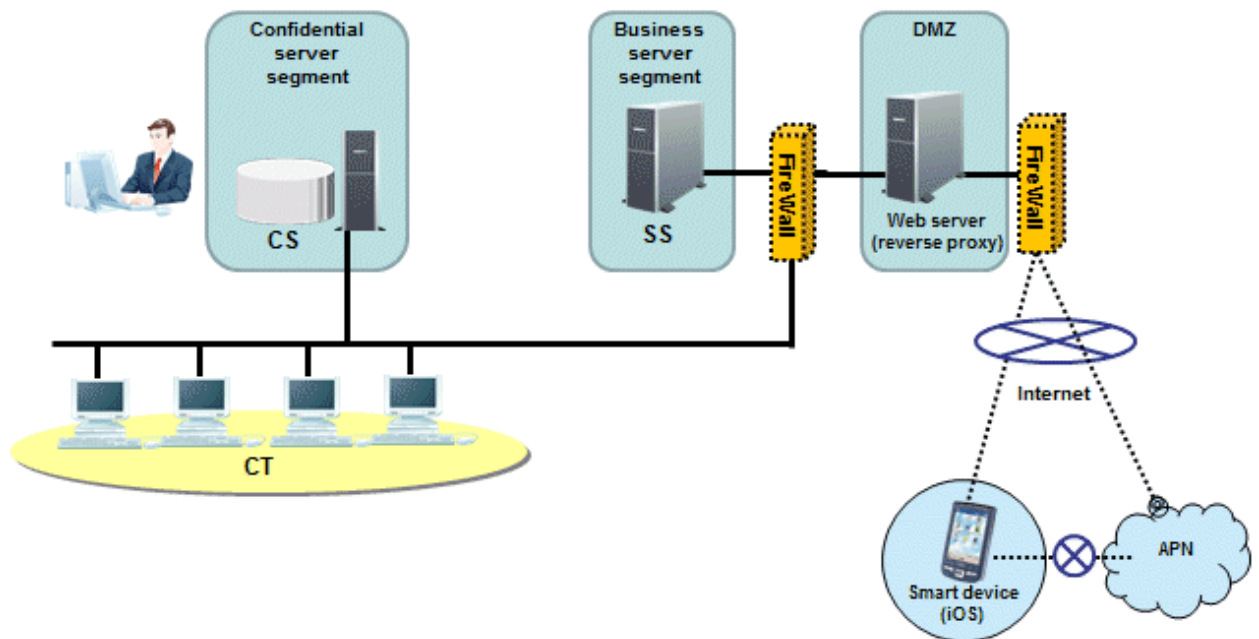 Confidential
server
segment
CS
Business
server
segment
SS
FireWall
DMZ
Web server
(reverse proxy)
FireWall
Internet
CT
Smart device
(iOS)
APN